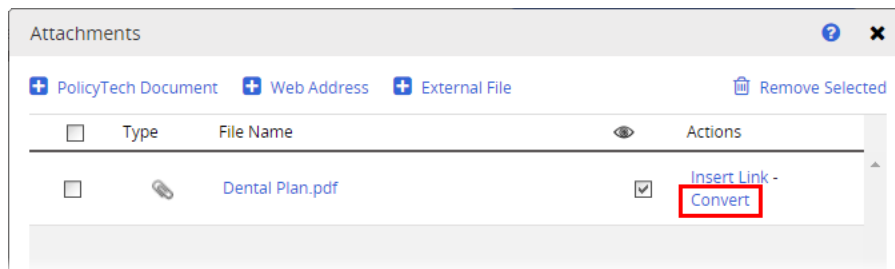 Attachments
PolicyTech Document Web Address External File Remove Selected
Type File Name Actions
Dental Plan.pdf Insert Link -
Convert